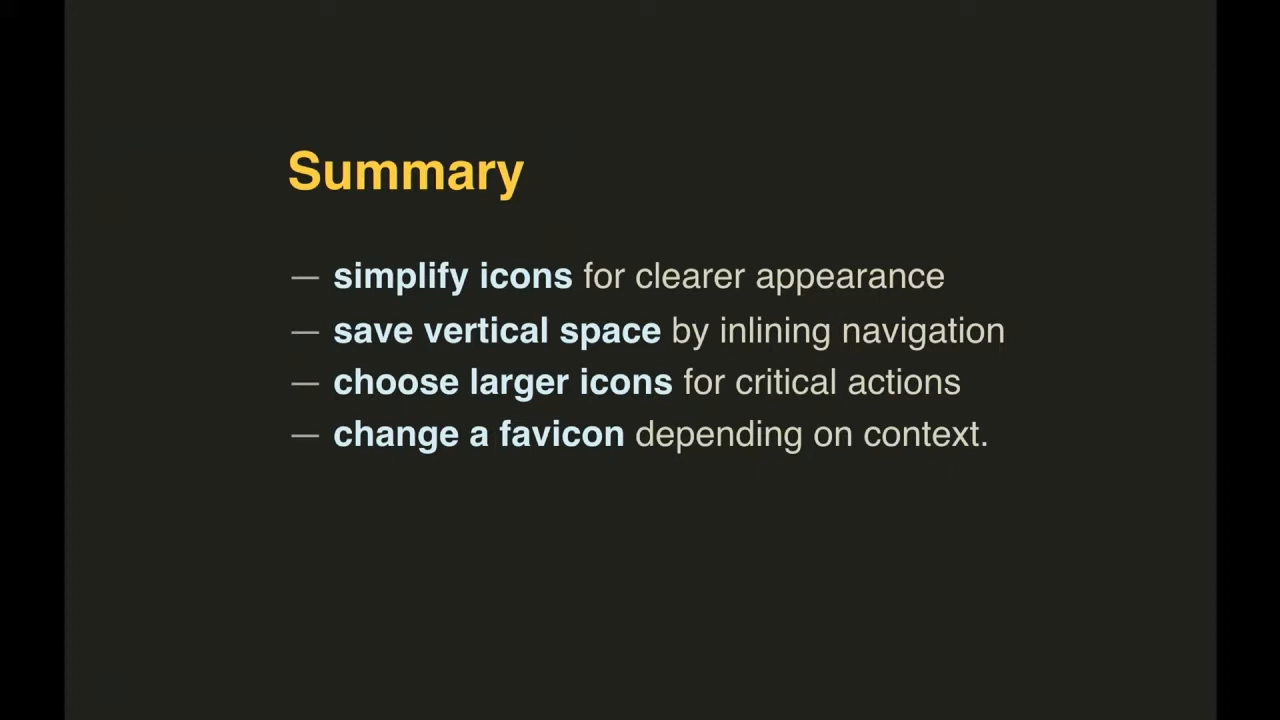 Summary
— simplify icons for clearer appearance
— save vertical space by inlining navigation
— choose larger icons for critical actions
— change a favicon depending on context.